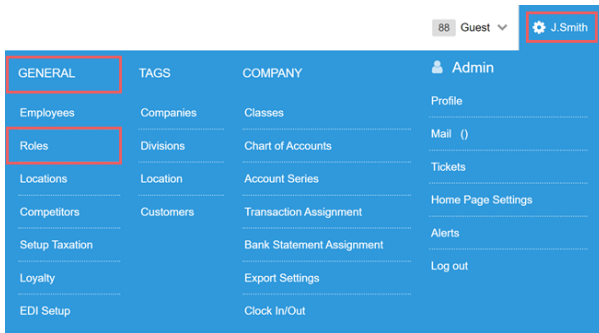 88 Guest J.Smith
GENERAL
Employees
Roles
Locations
Competitors
Setup Taxation
Loyalty
EDI Setup
TAGS
Companies
Divisions
Location
Customers
COMPANY
Classes
Chart of Accounts
Account Series
Transaction Assignment
Bank Statement Assignment
Export Settings
Clock In/Out
Admin
Profile
Mail ()
Tickets
Home Page Settings
Alerts
Log out